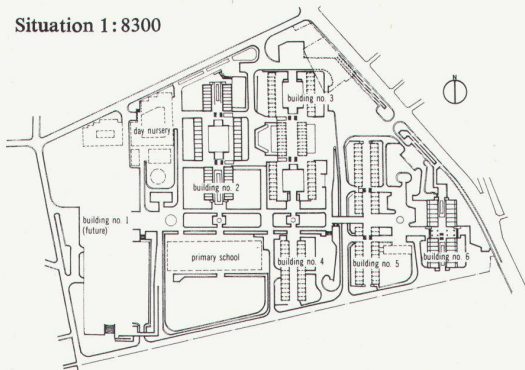 Situation 1:8300
N
building no. 3
day nursery
building no. 2
building no. 1
(future)
primary school
building no. 4
building no. 5
building no. 6